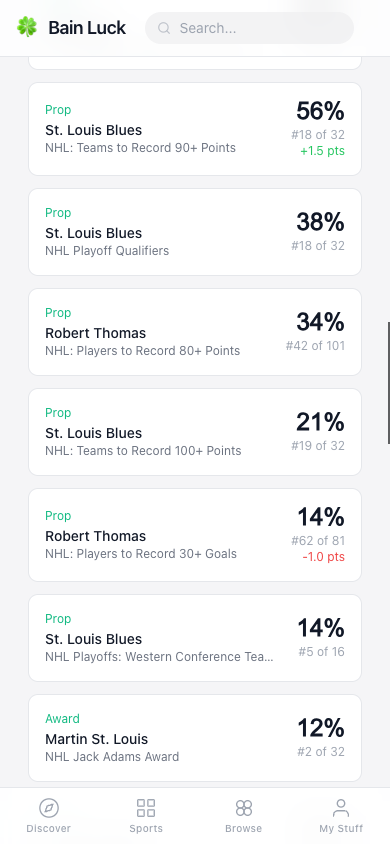 Bain Luck
Search...
Prop
St. Louis Blues
NHL: Teams to Record 90+ Points
56%
#18 of 32
+1.5 pts
Prop
St. Louis Blues
NHL Playoff Qualifiers
38%
#18 of 32
Prop
Robert Thomas
NHL: Players to Record 80+ Points
34%
#42 of 101
Prop
St. Louis Blues
NHL: Teams to Record 100+ Points
21%
#19 of 32
Prop
Robert Thomas
NHL: Players to Record 30+ Goals
14%
#62 of 81
-1.0 pts
Prop
St. Louis Blues
NHL Playoffs: Western Conference Tea...
14%
#5 of 16
Award
Martin St. Louis
NHL Jack Adams Award
12%
#2 of 32
Discover
Sports
Browse
My Stuff